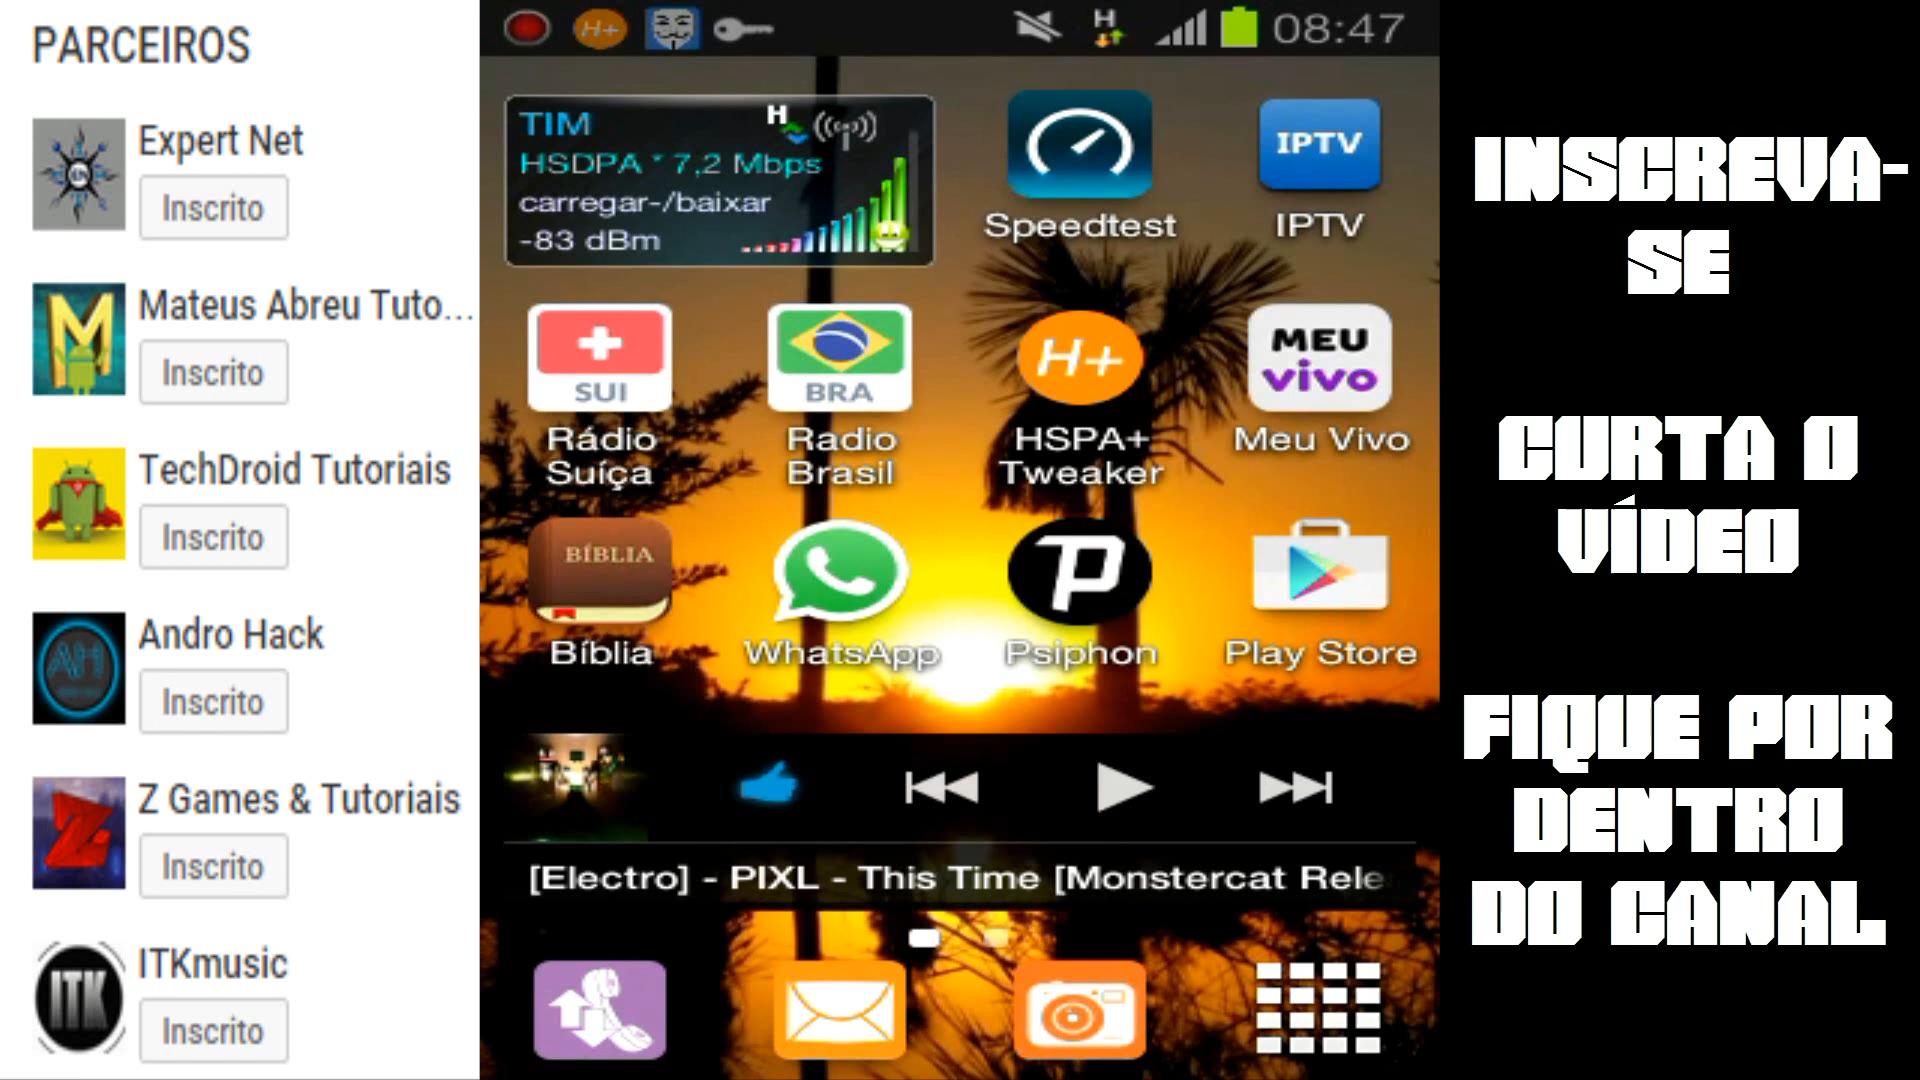 PARCEIROS
Expert Net
Inscrito
Mateus Abreu Tuto...
Inscrito
TechDroid Tutoriais
Inscrito
Andro Hack
Inscrito
AH
Z Games & Tutoriais
Inscrito
ITKmusic
Inscrito
ITK
H+
H
08:47
TIM
H
HSDPA * 7,2 Mbps
carregar-/baixar
-83 dBm
Speedtest
IPTV
IPTV
SUI
Rádio
Suíça
BRA
Radio
Brasil
H+
HSPA+
Tweaker
MEU
vivo
Meu Vivo
BÍBLIA
Bíblia
WhatsApp
Psiphon
Play Store
[Electro] - PIXL - This Time [Monstercat Rele
INSCREVA-
SE
CURTA O
VÍDEO
FIQUE POR
DENTRO
DO CANAL